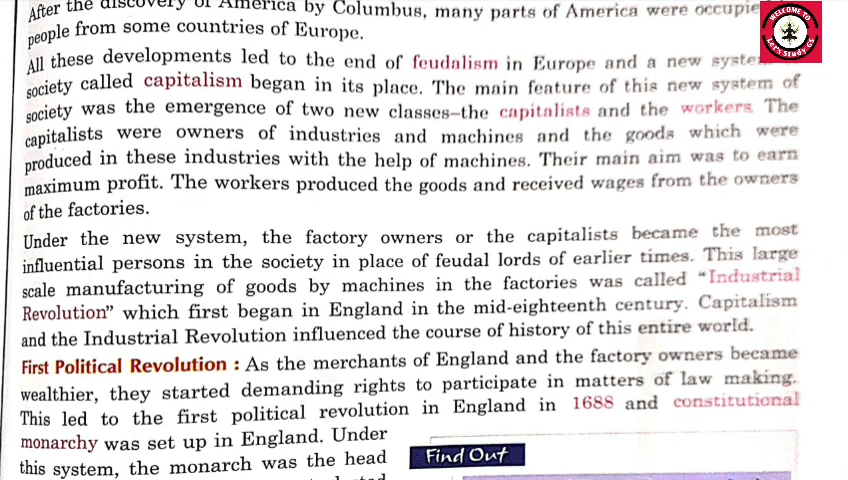 After the discovery of America by Columbus, many parts of America were occupie
people from some countries of Europe.
All these developments led to the end of feudalism in Europe and a new syste
society called capitalism began in its place. The main feature of this new system of
society was the emergence of two new classes–the capitalists and the workers. The
capitalists were owners of industries and machines and the goods which were
produced in these industries with the help of machines. Their main aim was to earn
maximum profit. The workers produced the goods and received wages from the owners
of the factories.
Under the new system, the factory owners or the capitalists became the most
influential persons in the society in place of feudal lords of earlier times. This large
scale manufacturing of goods by machines in the factories was called “Industrial
Revolution” which first began in England in the mid-eighteenth century. Capitalism
and the Industrial Revolution influenced the course of history of this entire world.
First Political Revolution : As the merchants of England and the factory owners became
wealthier, they started demanding rights to participate in matters of law making.
This led to the first political revolution in England in 1688 and constitutional
monarchy was set up in England. Under
this system, the monarch was the head
Find Out
WELCOME TO
Let's Study GS